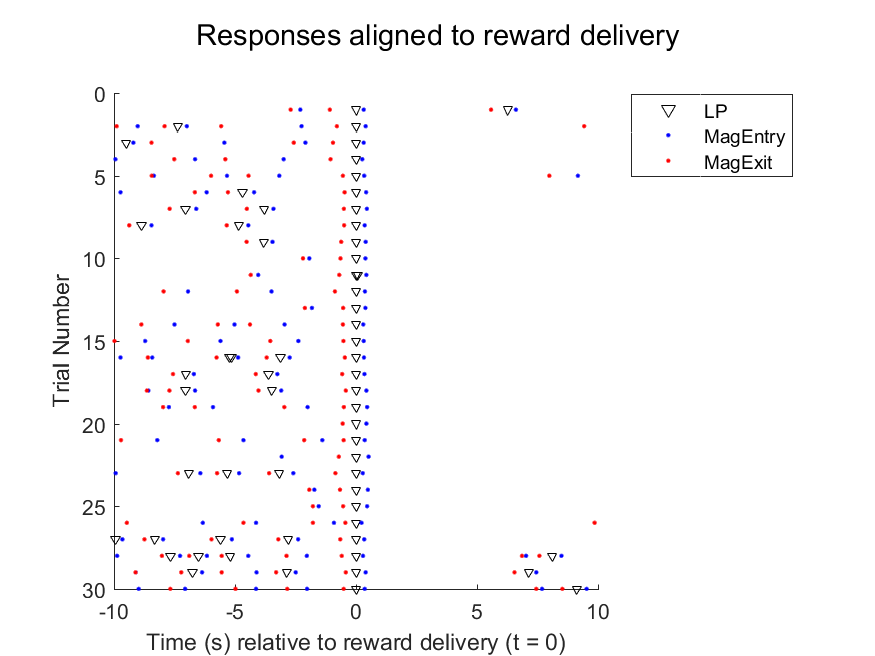 Responses aligned to reward delivery
LP
MagEntry
MagExit
Trial Number
0
5
10
15
20
25
30
-10
-5
0
5
10
Time (s) relative to reward delivery (t = 0)